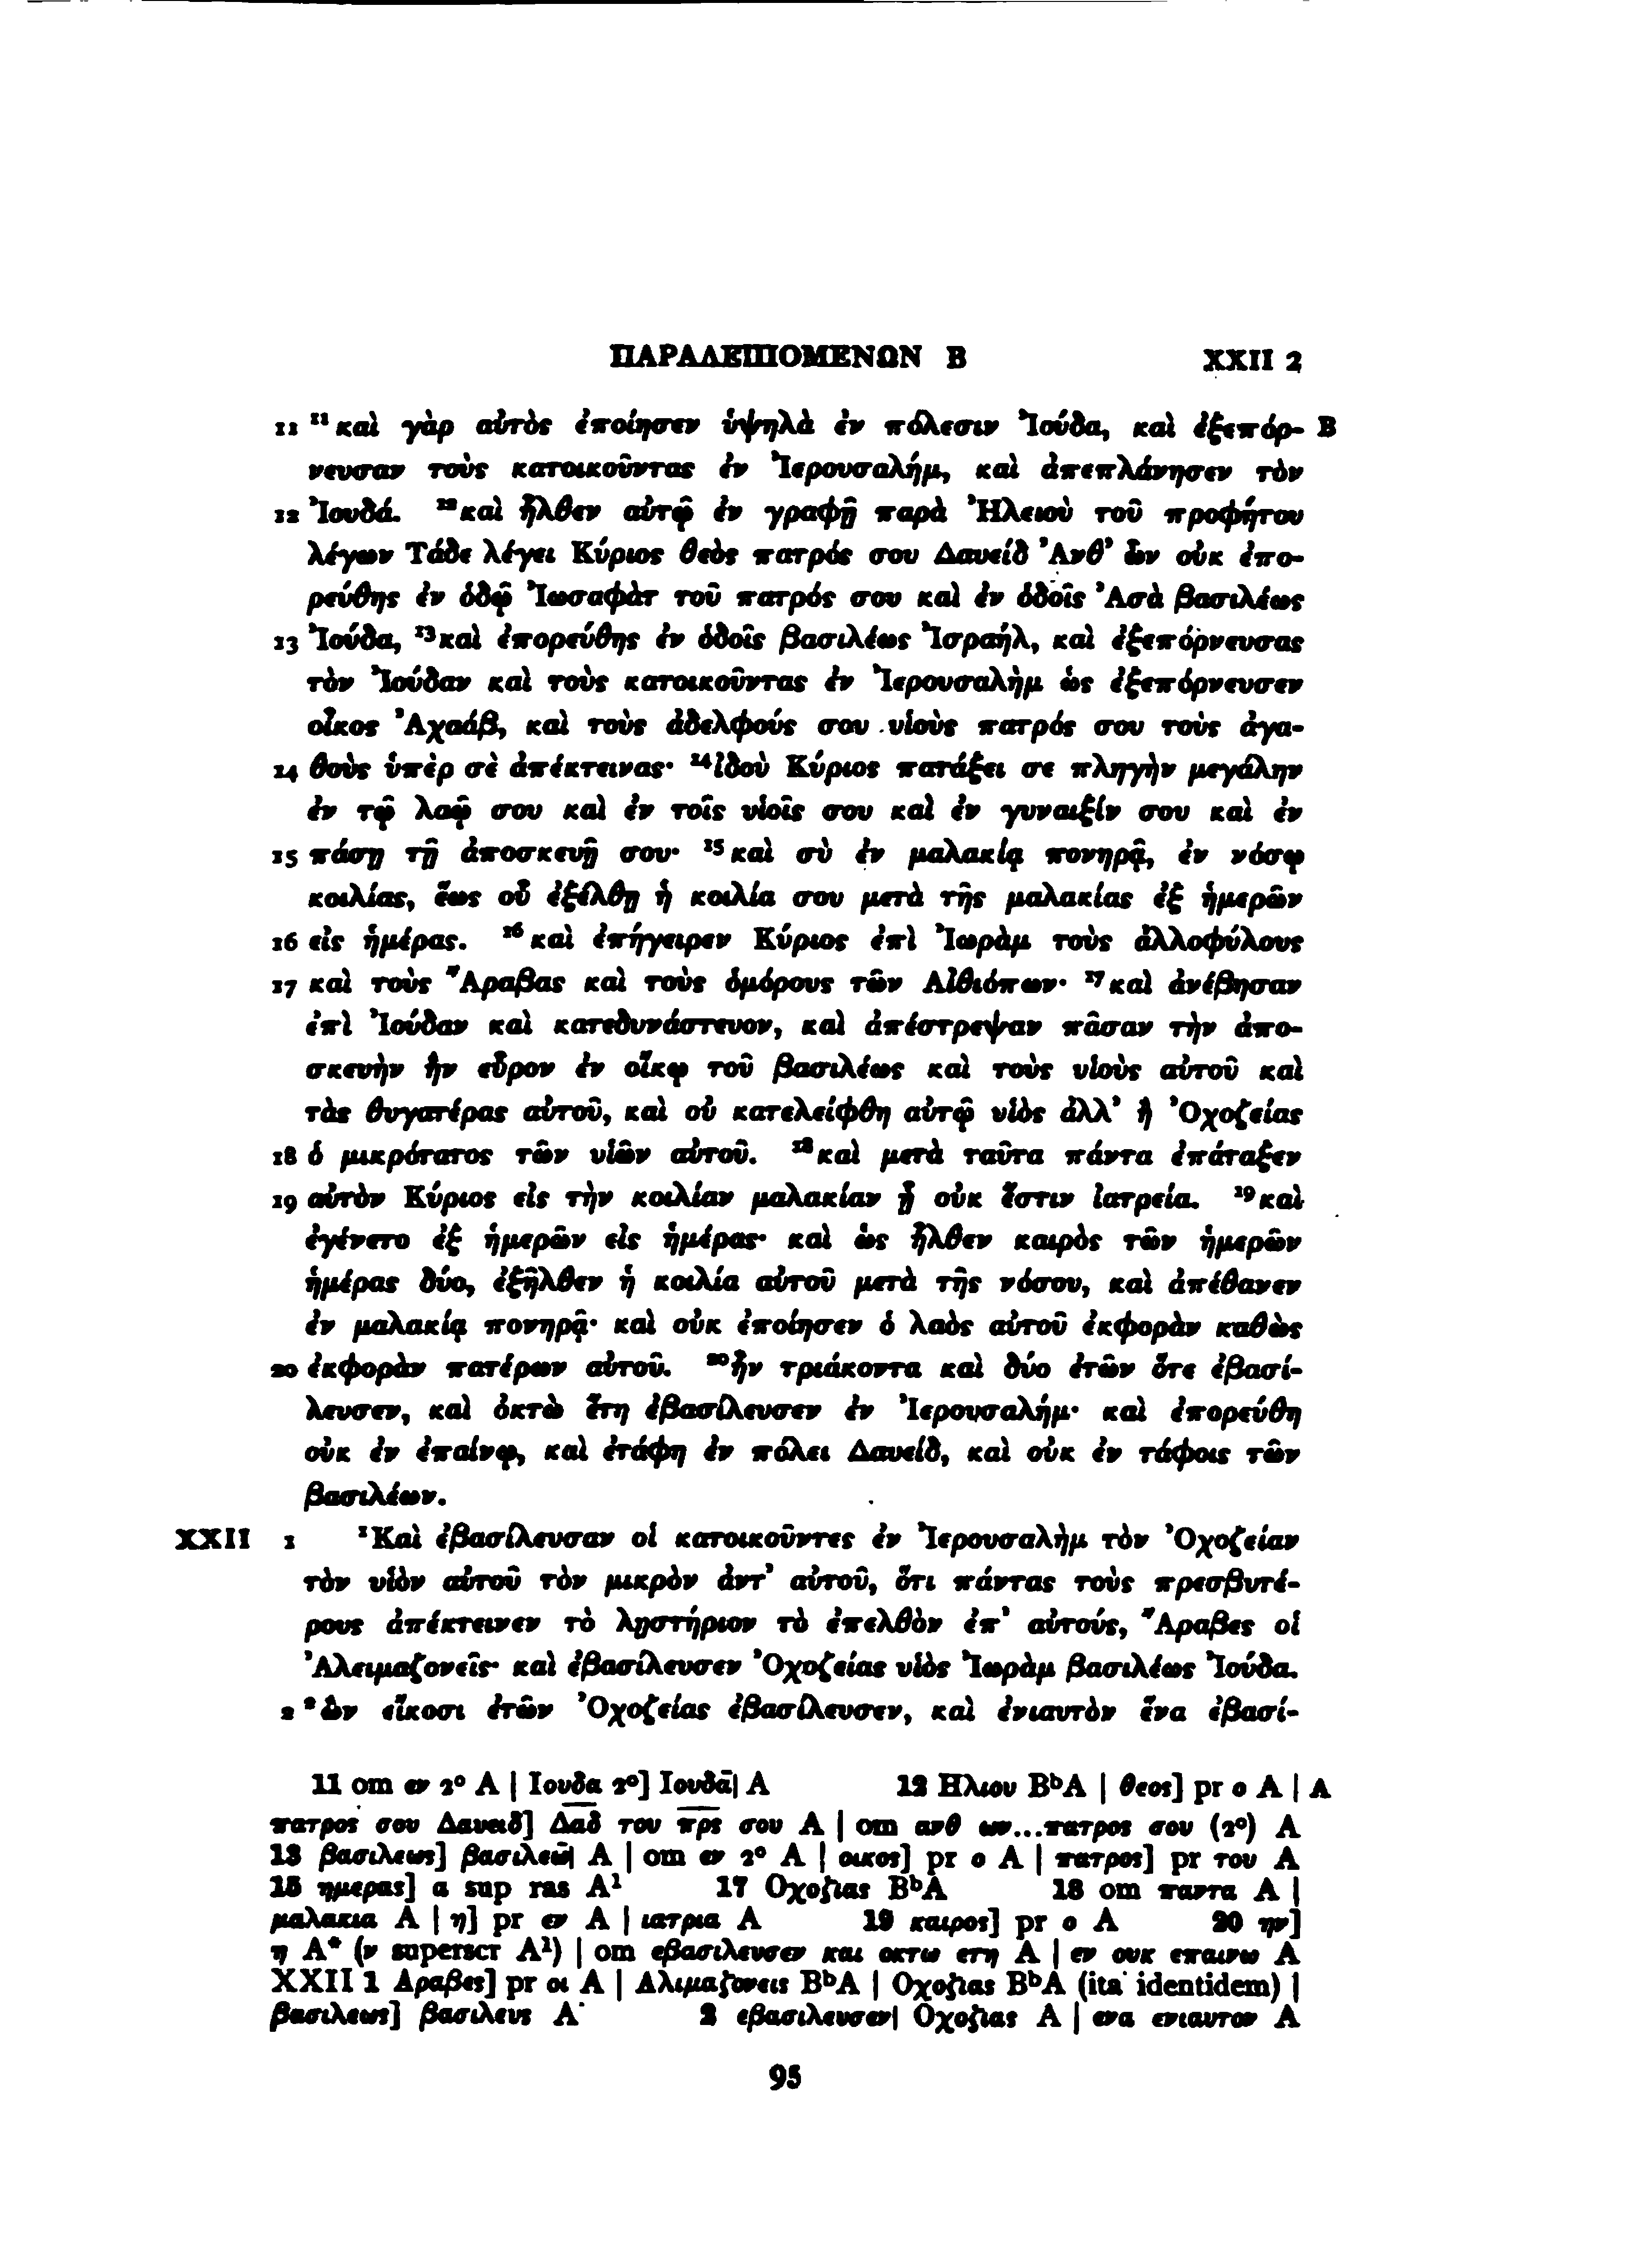 ΠΑΡΑΛΕΙΠΟΜΕΝΩΝ Β XXII 2
11 ¹¹καὶ γὰρ αὐτὸς ἐποίησεν ὑψηλὰ ἐν πόλεσιν Ἰούδα, καὶ ἐξεπόρ- B
νευσαν τοὺς κατοικοῦντας ἐν Ἰερουσαλήμ, καὶ ἀπεπλάνησεν τὸν
12 Ἰουδά. ¹²καὶ ἦλθεν αὐτῷ ἐν γραφῇ παρὰ Ἠλειοὺ τοῦ προφήτου
λέγων Τάδε λέγει Κύριος θεὸς πατρός σου Δαυείδ Ἀνθ᾽ ὧν οὐκ ἐπο-
ρεύθης ἐν ὁδῷ Ἰωσαφὰτ τοῦ πατρός σου καὶ ἐν ὁδοῖς Ἀσὰ βασιλέως
13 Ἰούδα, ¹³καὶ ἐπορεύθης ἐν ὁδοῖς βασιλέως Ἰσραήλ, καὶ ἐξεπόρνευσας
τὸν Ἰούδαν καὶ τοὺς κατοικοῦντας ἐν Ἰερουσαλὴμ ὡς ἐξεπόρνευσεν
οἶκος Ἀχαάβ, καὶ τοὺς ἀδελφούς σου υἱοὺς πατρός σου τοὺς ἀγα-
14 θοὺς ὑπὲρ σὲ ἀπέκτεινας· ¹⁴ἰδοὺ Κύριος πατάξει σε πληγὴν μεγάλην
ἐν τῷ λαῷ σου καὶ ἐν τοῖς υἱοῖς σου καὶ ἐν γυναιξίν σου καὶ ἐν
15 πάσῃ τῇ ἀποσκευῇ σου· ¹⁵καὶ σὺ ἐν μαλακίᾳ πονηρᾷ, ἐν νόσῳ
κοιλίας, ἕως οὗ ἐξέλθῃ ἡ κοιλία σου μετὰ τῆς μαλακίας ἐξ ἡμερῶν
16 εἰς ἡμέρας. ¹⁶καὶ ἐπήγειρεν Κύριος ἐπὶ Ἰωρὰμ τοὺς ἀλλοφύλους
17 καὶ τοὺς Ἄραβας καὶ τοὺς ὁμόρους τῶν Αἰθιόπων· ¹⁷καὶ ἀνέβησαν
ἐπὶ Ἰούδαν καὶ κατεδυνάστευον, καὶ ἀπέστρεψαν πᾶσαν τὴν ἀπο-
σκευὴν ἣν εὗρον ἐν οἴκῳ τοῦ βασιλέως καὶ τοὺς υἱοὺς αὐτοῦ καὶ
τὰς θυγατέρας αὐτοῦ, καὶ οὐ κατελείφθη αὐτῷ υἱὸς ἀλλ᾽ ἢ Ὀχοζείας
18 ὁ μικρότατος τῶν υἱῶν αὐτοῦ. ¹⁸καὶ μετὰ ταῦτα πάντα ἐπάταξεν
19 αὐτὸν Κύριος εἰς τὴν κοιλίαν μαλακίαν ᾗ οὐκ ἔστιν ἰατρεία. ¹⁹καὶ
ἐγένετο ἐξ ἡμερῶν εἰς ἡμέρας· καὶ ὡς ἦλθεν καιρὸς τῶν ἡμερῶν
ἡμέρας δύο, ἐξῆλθεν ἡ κοιλία αὐτοῦ μετὰ τῆς νόσου, καὶ ἀπέθανεν
ἐν μαλακίᾳ πονηρᾷ· καὶ οὐκ ἐποίησεν ὁ λαὸς αὐτοῦ ἐκφορὰν καθὼς
20 ἐκφορὰν πατέρων αὐτοῦ. ²⁰ἦν τριάκοντα καὶ δύο ἐτῶν ὅτε ἐβασί-
λευσεν, καὶ ὀκτὼ ἔτη ἐβασίλευσεν ἐν Ἰερουσαλήμ· καὶ ἐπορεύθη
οὐκ ἐν ἐπαίνῳ, καὶ ἐτάφη ἐν πόλει Δαυείδ, καὶ οὐκ ἐν τάφοις τῶν
βασιλέων.
XXII 1 ¹Καὶ ἐβασίλευσαν οἱ κατοικοῦντες ἐν Ἰερουσαλὴμ τὸν Ὀχοζείαν
τὸν υἱὸν αὐτοῦ τὸν μικρὸν ἀντ᾽ αὐτοῦ, ὅτι πάντας τοὺς πρεσβυτέ-
ρους ἀπέκτεινεν τὸ λῃστήριον τὸ ἐπελθὸν ἐπ᾽ αὐτούς, Ἄραβες οἱ
Ἀλειμαζονεῖς· καὶ ἐβασίλευσεν Ὀχοζείας υἱὸς Ἰωρὰμ βασιλέως Ἰούδα.
2 ²ὢν εἴκοσι ἐτῶν Ὀχοζείας ἐβασίλευσεν, καὶ ἐνιαυτὸν ἕνα ἐβασί-
11 om εν 2° A | Ιουδα 2°] Ιουδᾱ| A 12 Ηλιου BᵇA | θεος] pr ο A | A
πατρος σου Δαυειδ] Δ̅α̅δ̅ του π̅ρ̅ς̅ σου A | om ανθ ων...πατρος σου (2°) A
13 βασιλεως] βασιλεω̄| A | om εν 2° A | οικος] pr ο A | πατρος] pr του A
15 ημερας] α sup ras A¹ 17 Οχοζιας BᵇA 18 om παντα A |
μαλακια A | η] pr εν A | ιατρια A 19 καιρος] pr ο A 20 ην]
η A* (ν superscr A¹) | om εβασιλευσεν και οκτω ετη A | εν ουκ επαινω A
XXII 1 Αραβες] pr οι A | Αλιμαζονεις BᵇA | Οχοζιας BᵇA (ita identidem) |
βασιλεως] βασιλευς A 2 εβασιλευσεν| Οχοζιας A | ενα ενιαυτον A
95